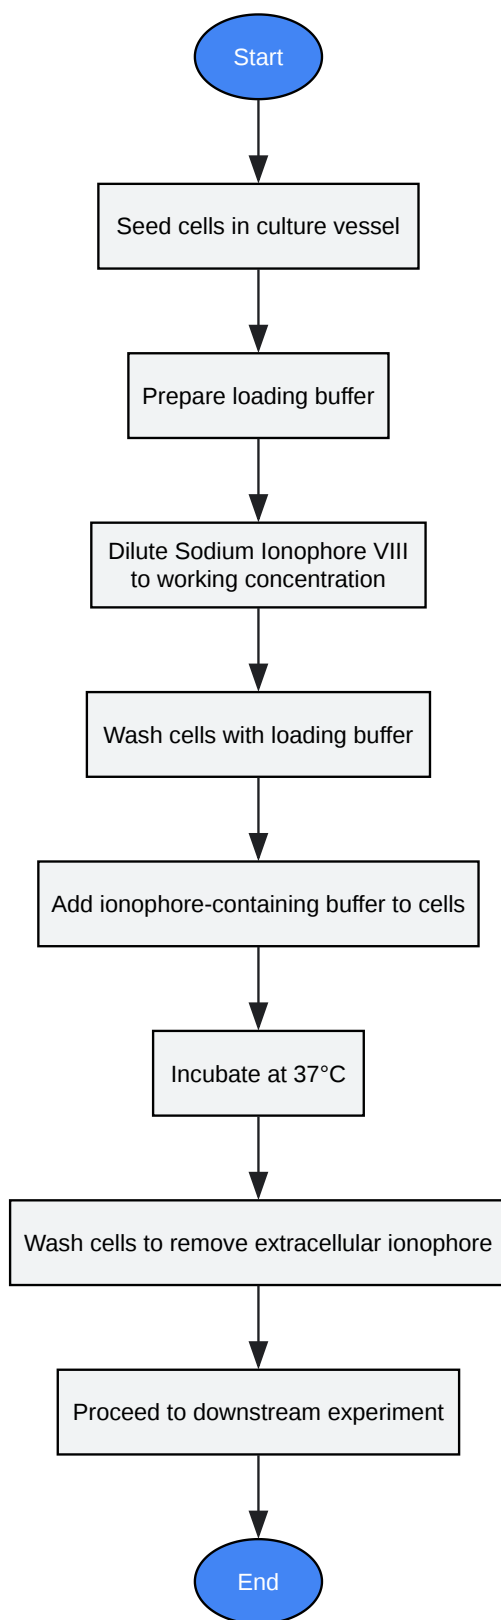 Start
Seed cells in culture vessel
Prepare loading buffer
Dilute Sodium Ionophore VIII
to working concentration
Wash cells with loading buffer
Add ionophore-containing buffer to cells
Incubate at 37°C
Wash cells to remove extracellular ionophore
Proceed to downstream experiment
End